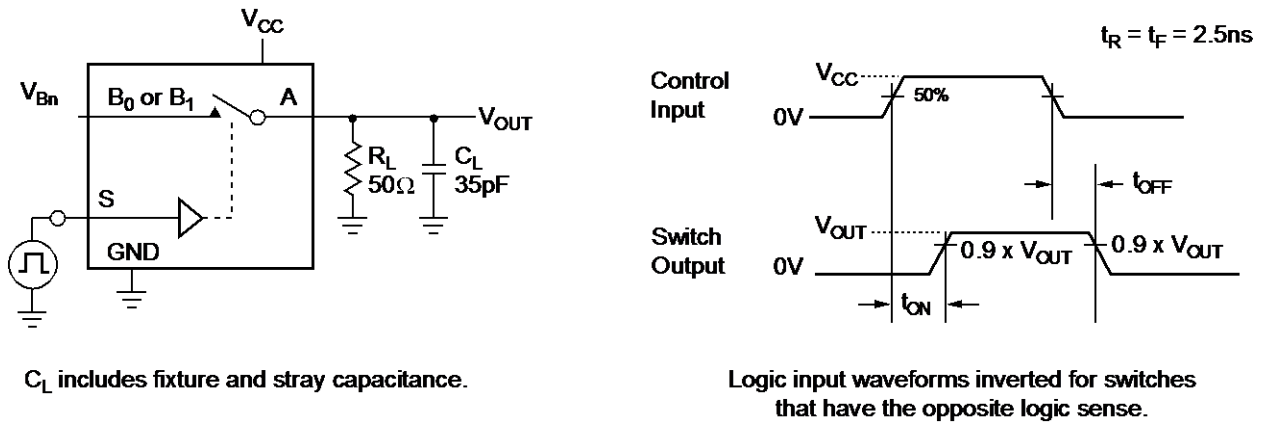 V_CC
V_Bn
B_0 or B_1
A
V_OUT
R_L
50Ω
C_L
35pF
S
GND
C_L includes fixture and stray capacitance.
t_R = t_F = 2.5ns
Control
Input
V_CC
50%
0V
t_OFF
Switch
Output
V_OUT
0.9 x V_OUT
0.9 x V_OUT
0V
t_ON
Logic input waveforms inverted for switches
that have the opposite logic sense.